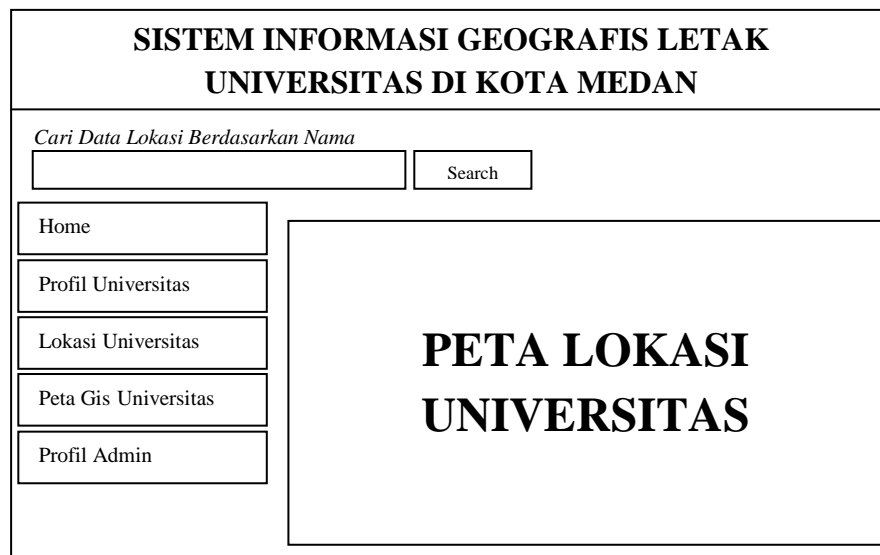 SISTEM INFORMASI GEOGRAFIS LETAK
UNIVERSITAS DI KOTA MEDAN
Cari Data Lokasi Berdasarkan Nama
Search
Home
Profil Universitas
Lokasi Universitas
Peta Gis Universitas
Profil Admin
PETA LOKASI
UNIVERSITAS